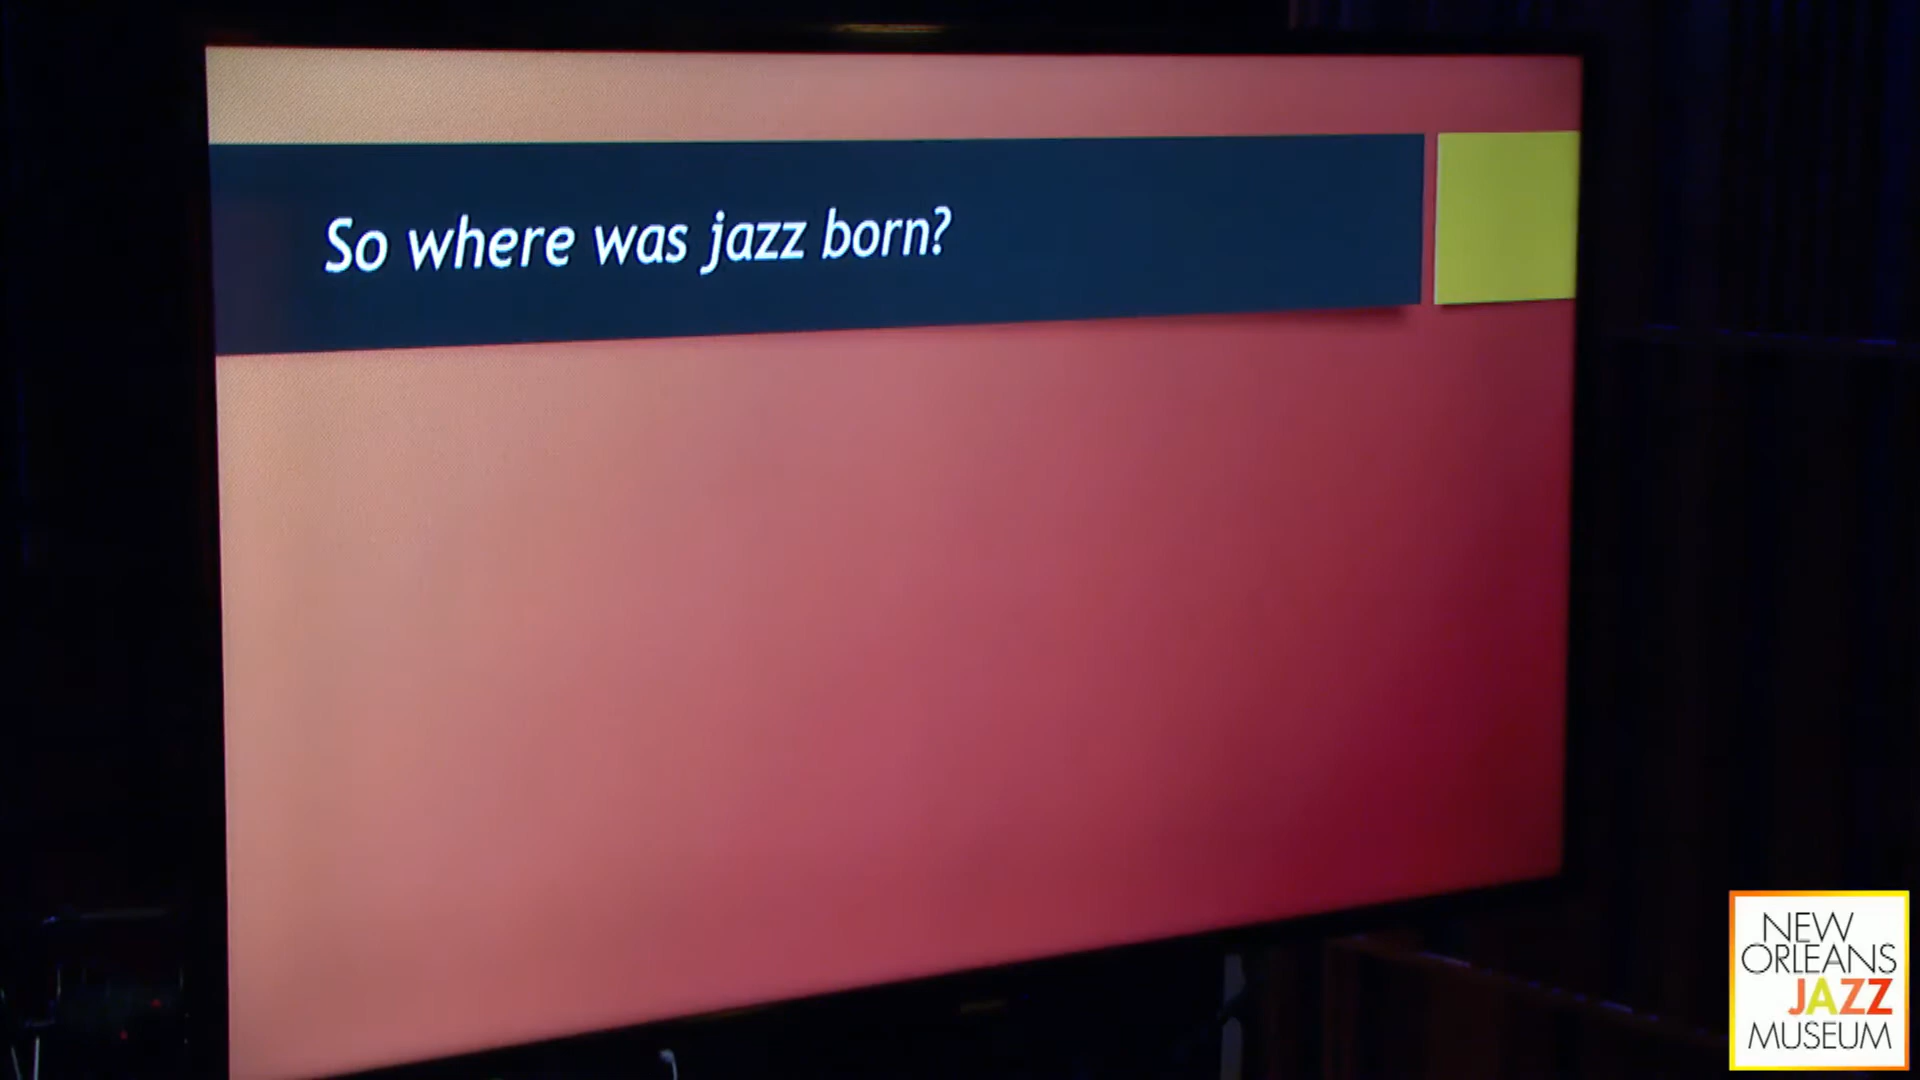 So where was jazz born?
NEW
ORLEANS
JAZZ
MUSEUM